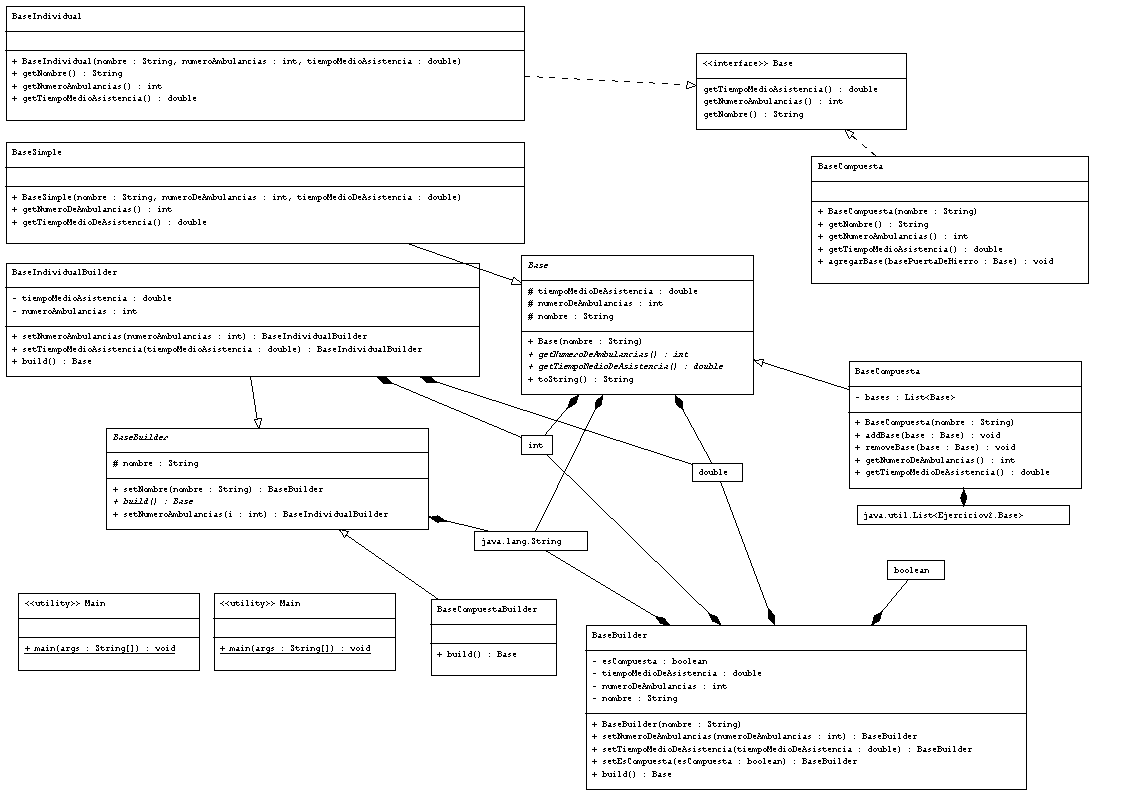 BaseIndividual
+ BaseIndividual(nombre : String, numeroAmbulancias : int, tiempoMedioAsistencia : double)
+ getNombre() : String
+ getNumeroAmbulancias() : int
+ getTiempoMedioAsistencia() : double
<<interface>> Base
getTiempoMedioAsistencia() : double
getNumeroAmbulancias() : int
getNombre() : String
BaseSimple
+ BaseSimple(nombre : String, numeroDeAmbulancias : int, tiempoMedioDeAsistencia : double)
+ getNumeroDeAmbulancias() : int
+ getTiempoMedioDeAsistencia() : double
BaseCompuesta
+ BaseCompuesta(nombre : String)
+ getNombre() : String
+ getNumeroAmbulancias() : int
+ getTiempoMedioAsistencia() : double
+ agregarBase(basePuertaDeHierro : Base) : void
BaseIndividualBuilder
- tiempoMedioAsistencia : double
- numeroAmbulancias : int
+ setNumeroAmbulancias(numeroAmbulancias : int) : BaseIndividualBuilder
+ setTiempoMedioAsistencia(tiempoMedioAsistencia : double) : BaseIndividualBuilder
+ build() : Base
Base
# tiempoMedioDeAsistencia : double
# numeroDeAmbulancias : int
# nombre : String
+ Base(nombre : String)
+ getNumeroDeAmbulancias() : int
+ getTiempoMedioDeAsistencia() : double
+ toString() : String
BaseCompuesta
- bases : List<Base>
+ BaseCompuesta(nombre : String)
+ addBase(base : Base) : void
+ removeBase(base : Base) : void
+ getNumeroDeAmbulancias() : int
+ getTiempoMedioDeAsistencia() : double
BaseBuilder
# nombre : String
+ setNombre(nombre : String) : BaseBuilder
+ build() : Base
+ setNumeroAmbulancias(i : int) : BaseIndividualBuilder
int
double
java.util.List<Ejerciciov2.Base>
java.lang.String
boolean
<<utility>> Main
+ main(args : String[]) : void
<<utility>> Main
+ main(args : String[]) : void
BaseCompuestaBuilder
+ build() : Base
BaseBuilder
- esCompuesta : boolean
- tiempoMedioDeAsistencia : double
- numeroDeAmbulancias : int
- nombre : String
+ BaseBuilder(nombre : String)
+ setNumeroDeAmbulancias(numeroDeAmbulancias : int) : BaseBuilder
+ setTiempoMedioDeAsistencia(tiempoMedioDeAsistencia : double) : BaseBuilder
+ setEsCompuesta(esCompuesta : boolean) : BaseBuilder
+ build() : Base